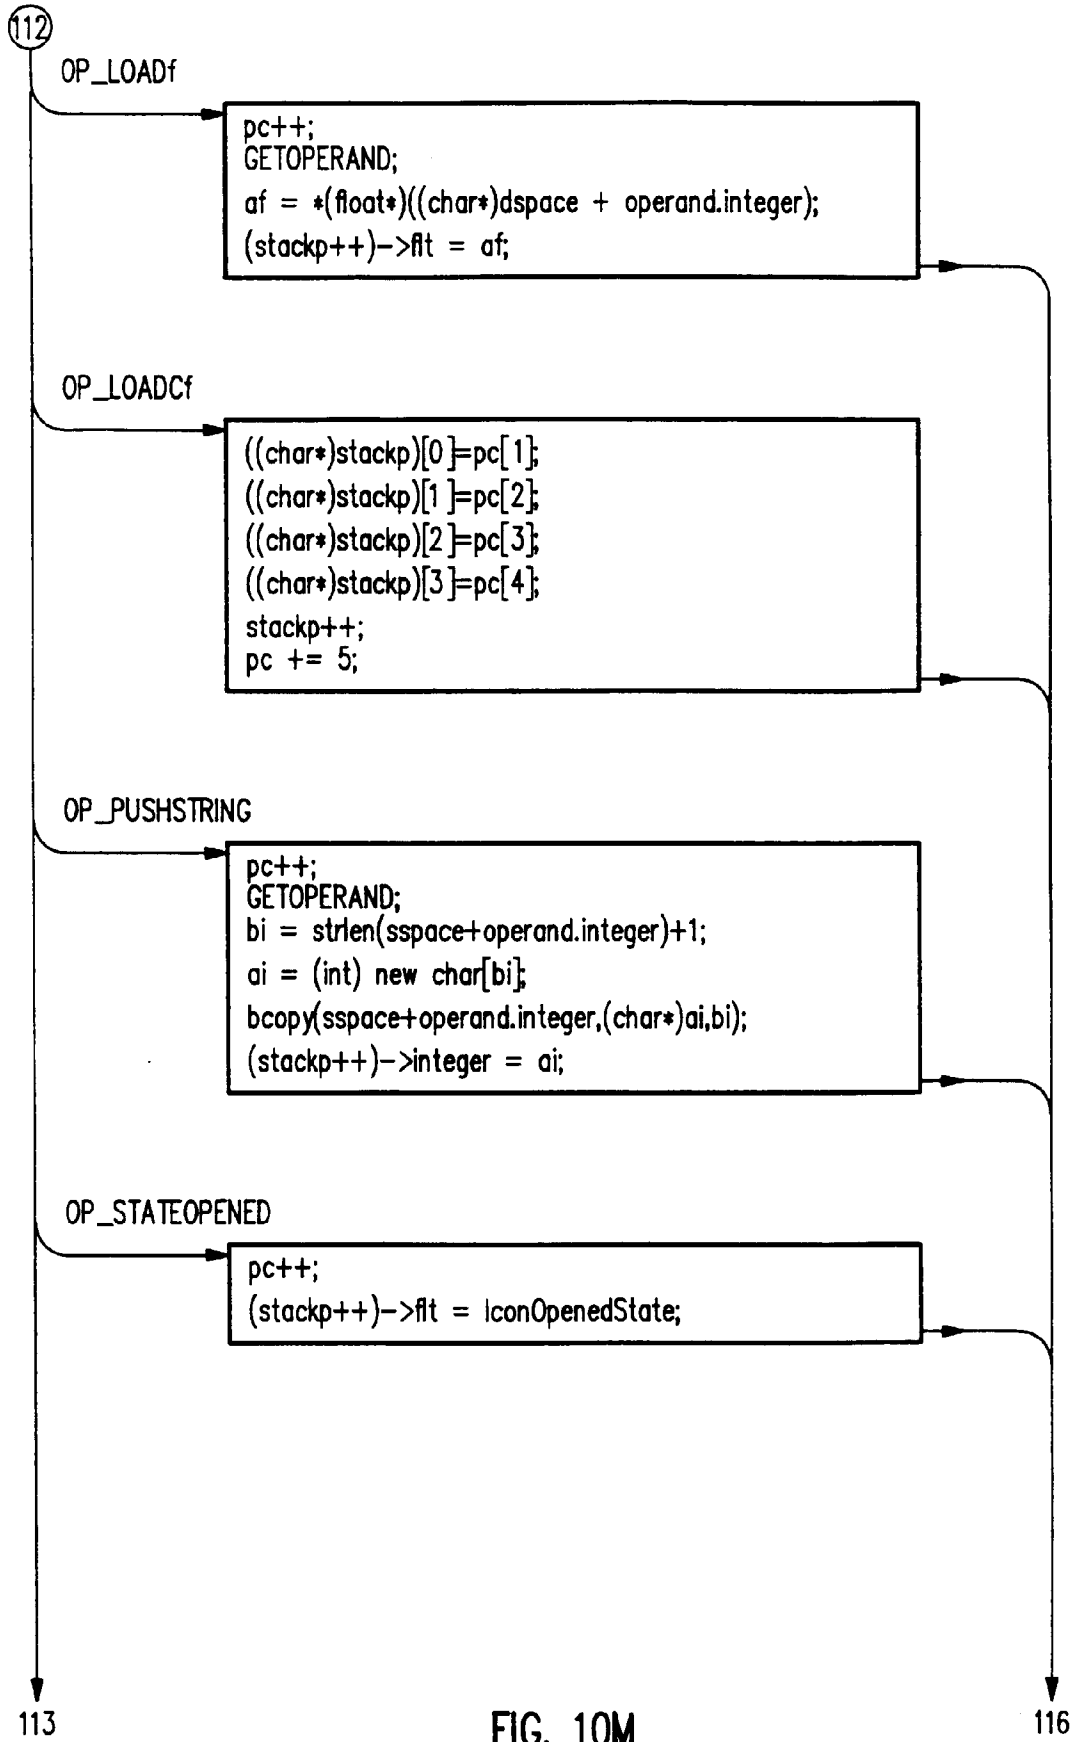 112
OP_LOADf
pc++;
GETOPERAND;
af = *(float*)((char*)dspace + operand.integer);
(stackp++)->flt = af;
OP_LOADCf
((char*)stackp)[0]=pc[1];
((char*)stackp)[1]=pc[2];
((char*)stackp)[2]=pc[3];
((char*)stackp)[3]=pc[4];
stackp++;
pc += 5;
OP_PUSHSTRING
pc++;
GETOPERAND;
bi = strlen(sspace+operand.integer)+1;
ai = (int) new char[bi];
bcopy(sspace+operand.integer,(char*)ai,bi);
(stackp++)->integer = ai;
OP_STATEOPENED
pc++;
(stackp++)->flt = IconOpenedState;
113
FIG. 10M
116